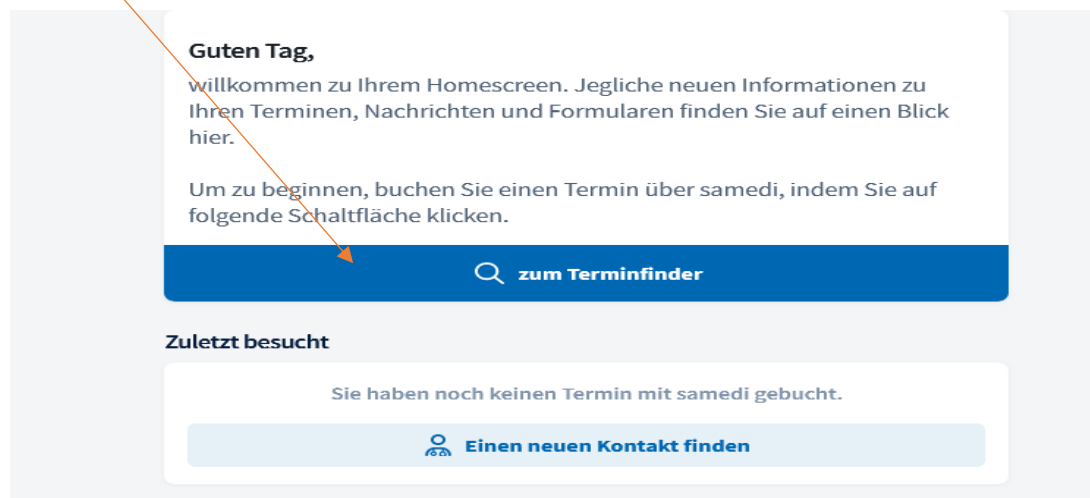 Guten Tag,
willkommen zu Ihrem Homescreen. Jegliche neuen Informationen zu
Ihren Terminen, Nachrichten und Formularen finden Sie auf einen Blick
hier.
Um zu beginnen, buchen Sie einen Termin über samedi, indem Sie auf
folgende Schaltfläche klicken.
zum Terminfinder
Zuletzt besucht
Sie haben noch keinen Termin mit samedi gebucht.
Einen neuen Kontakt finden